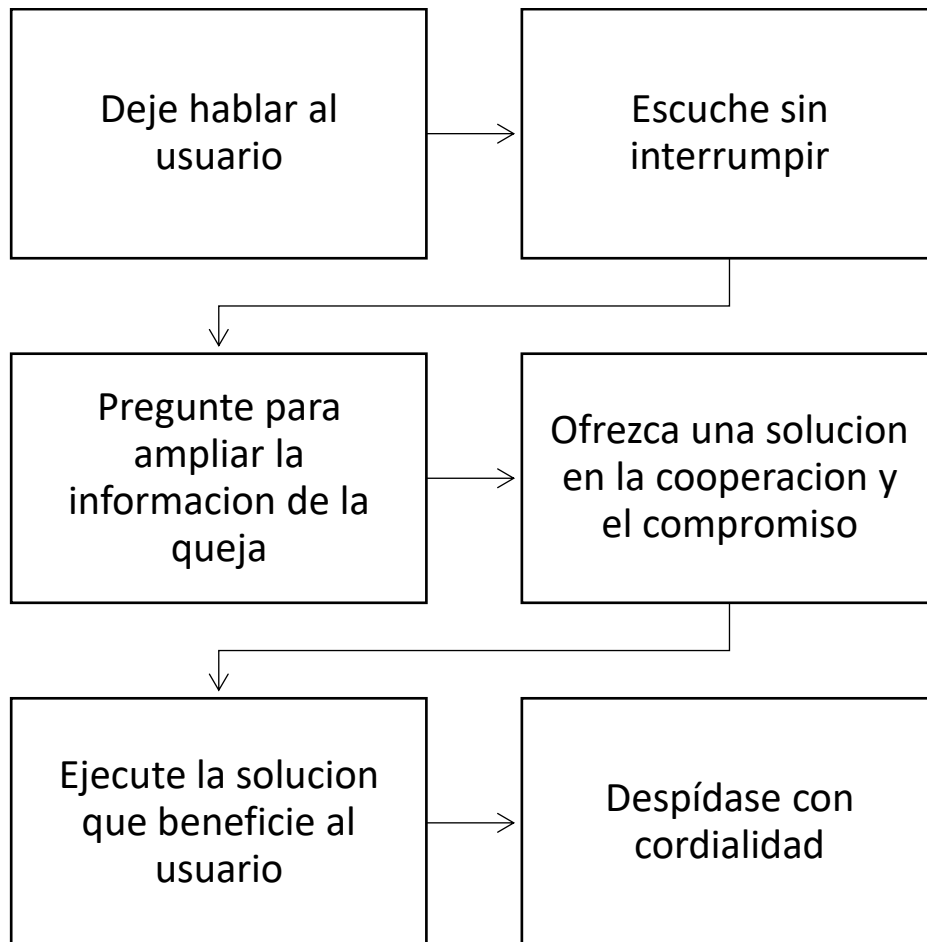 Deje hablar al
usuario
Escuche sin
interrumpir
Pregunte para
ampliar la
informacion de la
queja
Ofrezca una solucion
en la cooperacion y
el compromiso
Ejecute la solucion
que beneficie al
usuario
Despídase con
cordialidad